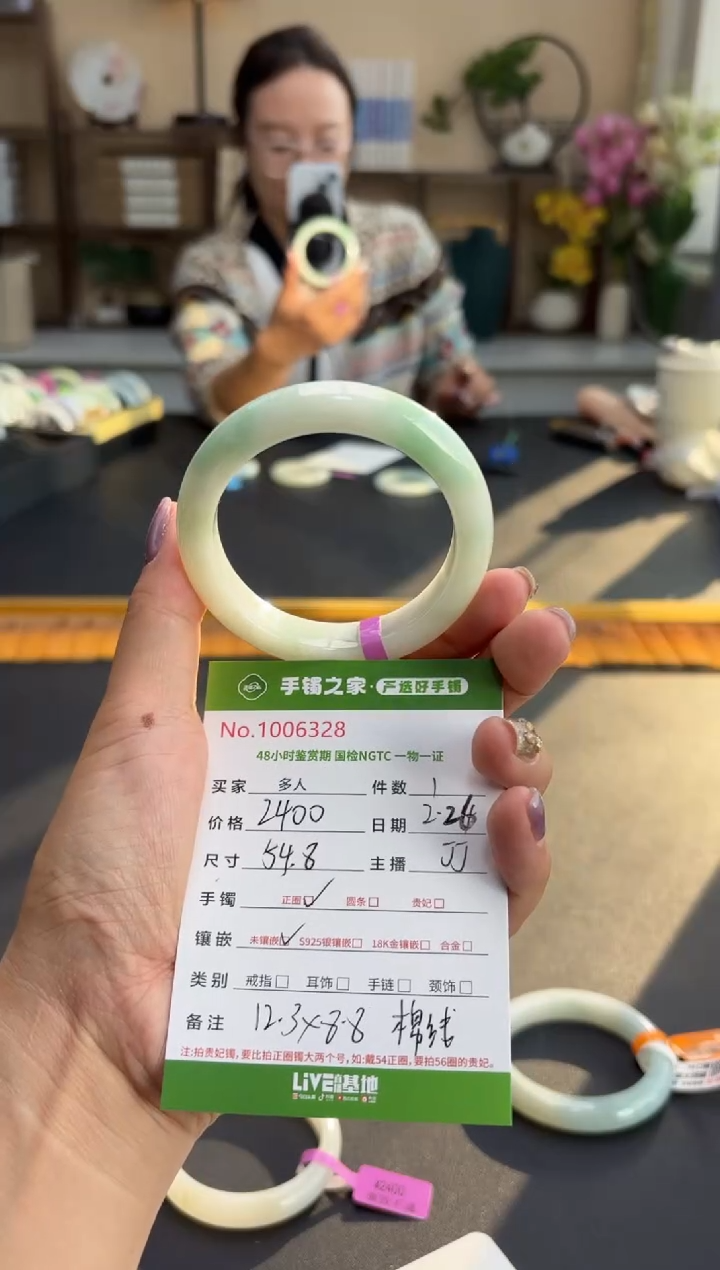 手镯之家·严选好手镯
No.1006328
48小时鉴赏期 国检NGTC 一物一证
买家 多人 件数 1
价格 2400 日期 2.26
尺寸 54.8 主播 JJ
手镯 正圈☑ 圆条☐ 贵妃☐
镶嵌 未镶嵌☑ S925银镶嵌☐ 18K金镶嵌☐ 合金☐
类别 戒指☐ 耳饰☐ 手链☐ 颈饰☐
备注 12.3×8.8 棉线
注:拍贵妃镯,要比拍正圈镯大两个号,如:戴54正圈,要拍56圈的贵妃。
LIVE 基地